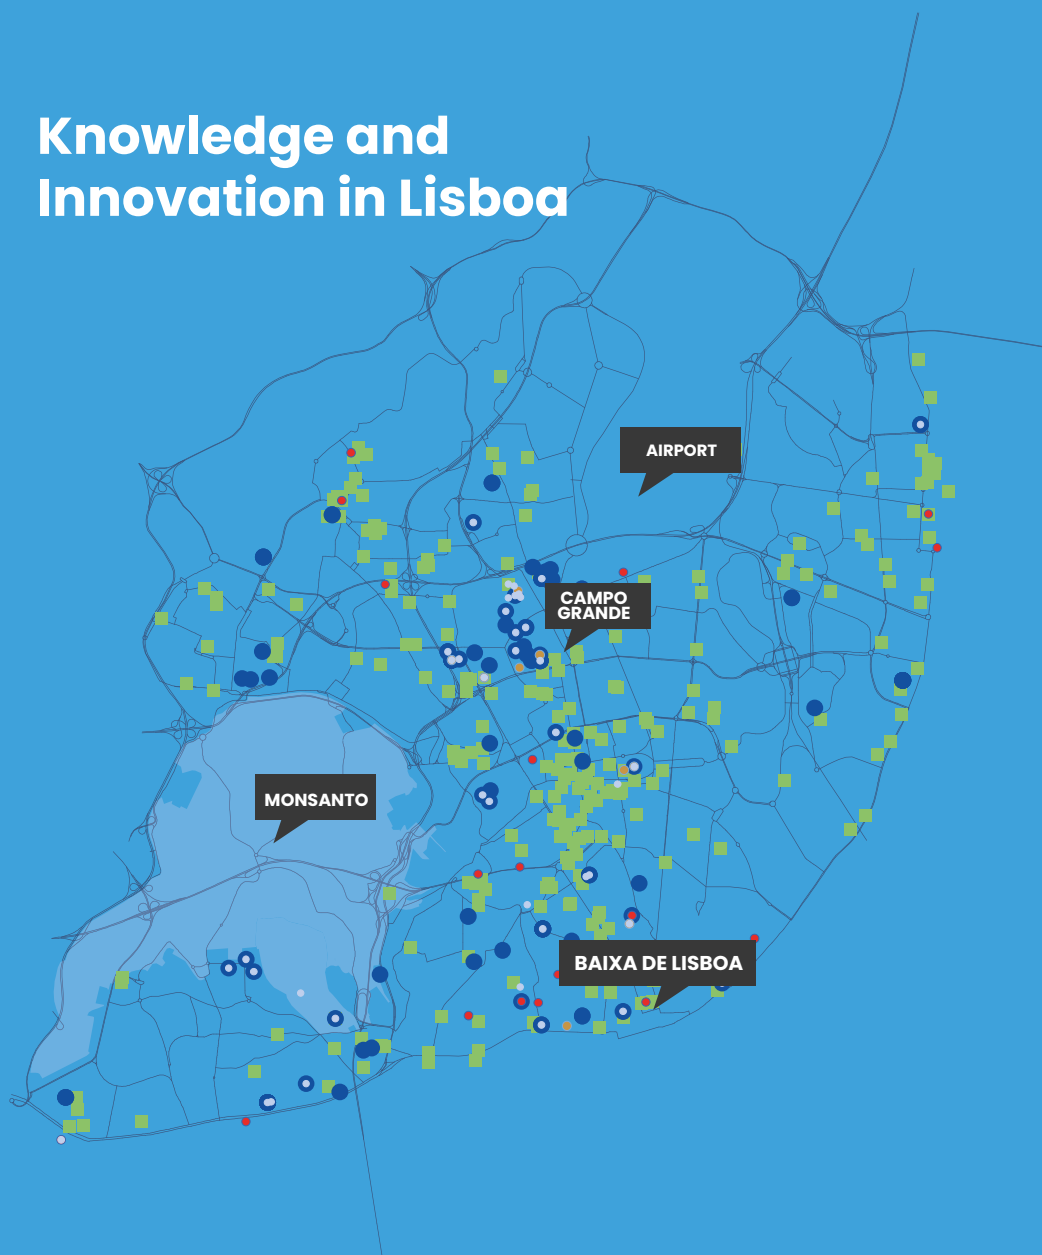 Knowledge and
Innovation in Lisboa
AIRPORT
CAMPO
GRANDE
MONSANTO
BAIXA DE LISBOA